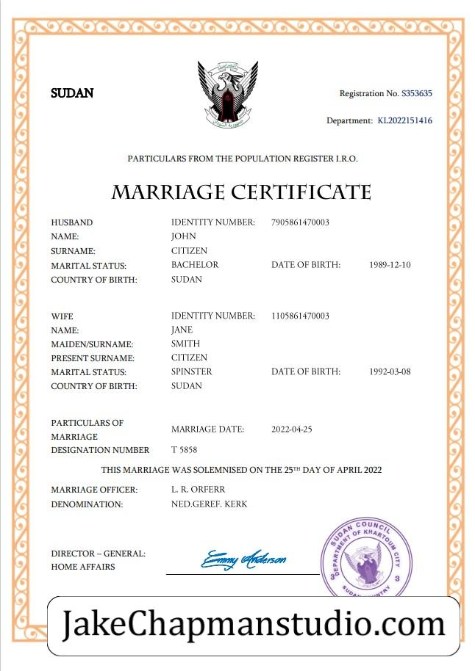 SUDAN
Registration No. S353635
Department: KL2022151416
PARTICULARS FROM THE POPULATION REGISTER I.R.O.
MARRIAGE CERTIFICATE
HUSBAND IDENTITY NUMBER: 7905861470003
NAME: JOHN
SURNAME: CITIZEN
MARITAL STATUS: BACHELOR DATE OF BIRTH: 1989-12-10
COUNTRY OF BIRTH: SUDAN
WIFE IDENTITY NUMBER: 1105861470003
NAME: JANE
MAIDEN/SURNAME: SMITH
PRESENT SURNAME: CITIZEN
MARITAL STATUS: SPINSTER DATE OF BIRTH: 1992-03-08
COUNTRY OF BIRTH: SUDAN
PARTICULARS OF
MARRIAGE
MARRIAGE DATE: 2022-04-25
DESIGNATION NUMBER T 5858
THIS MARRIAGE WAS SOLEMNISED ON THE 25TH DAY OF APRIL 2022
MARRIAGE OFFICER: L. R. ORFERR
DENOMINATION: NED.GEREF. KERK
DIRECTOR – GENERAL:
HOME AFFAIRS
Emmy Anderson
SUDAN COUNCIL
DEPARTMENT OF KHARTOUM CITY
JakeChapmanstudio.com